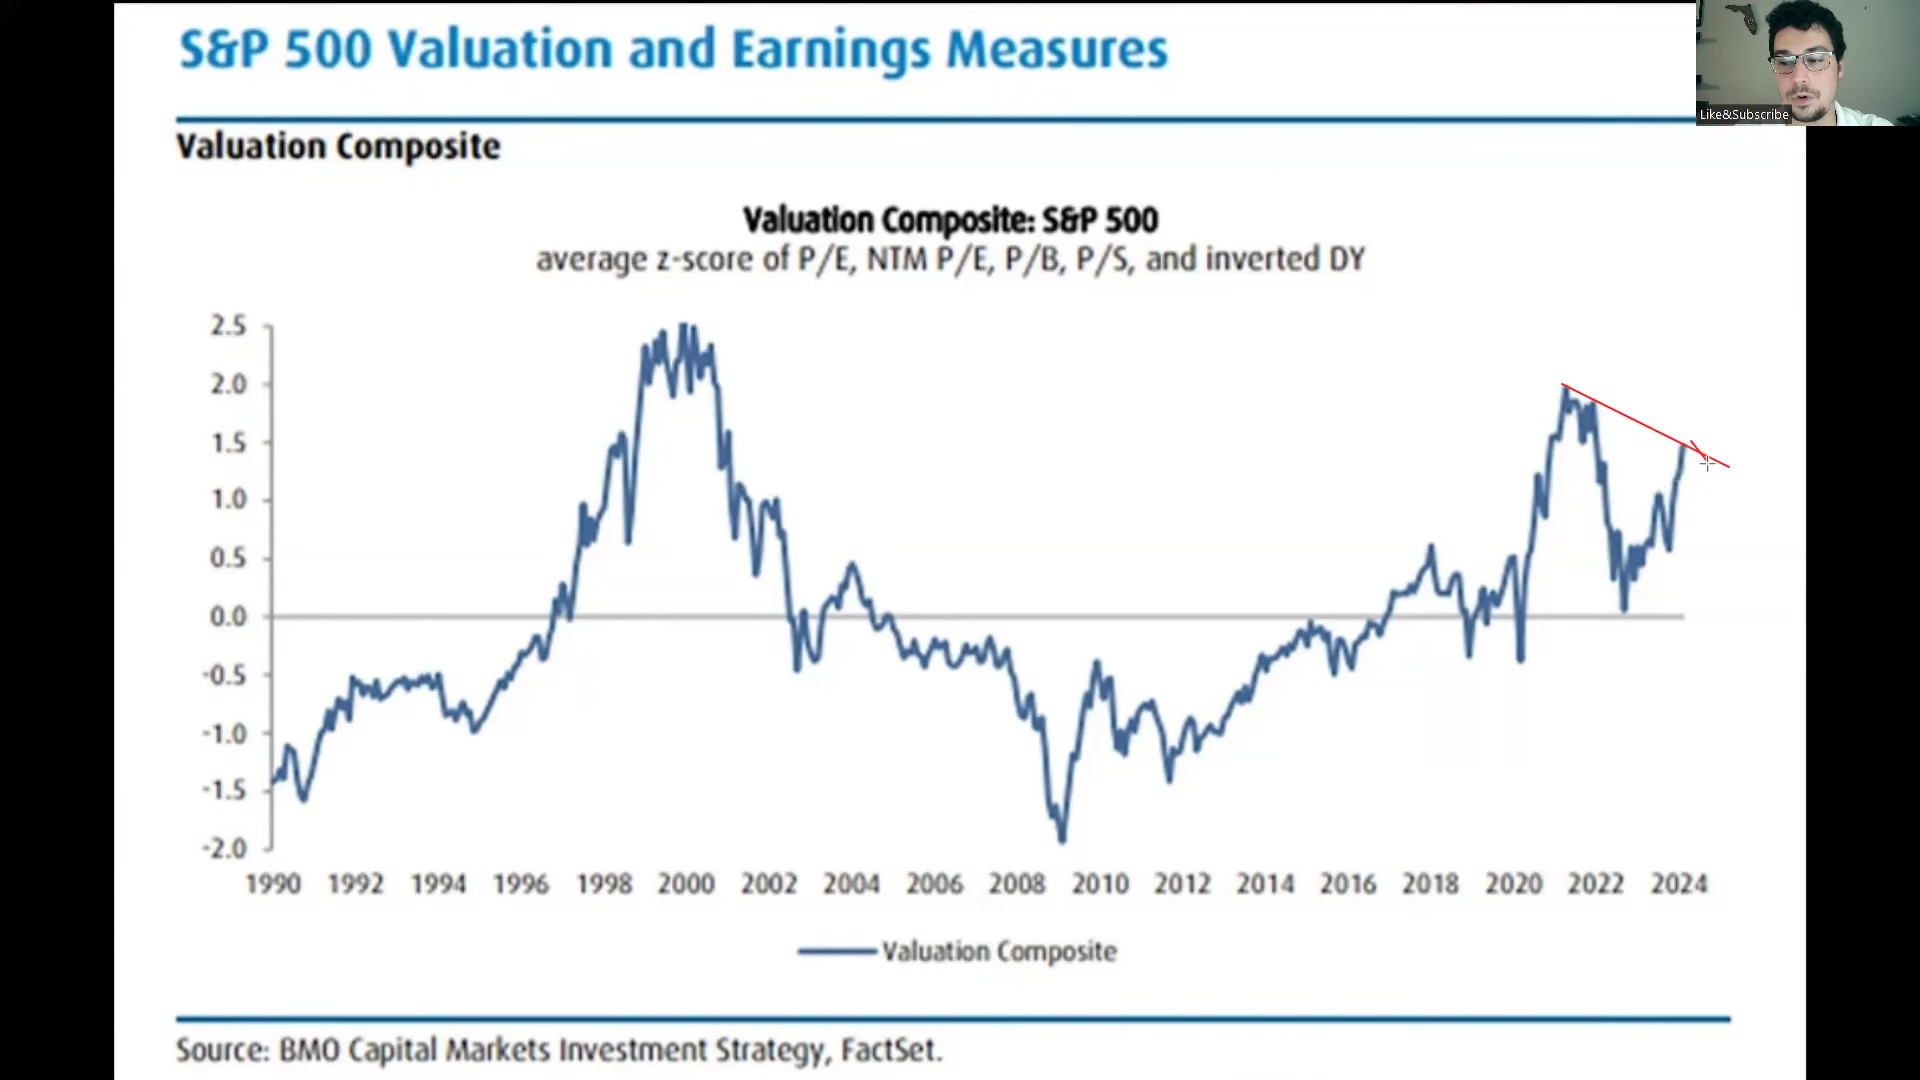 S&P 500 Valuation and Earnings Measures
Like&Subscribe
Valuation Composite
Valuation Composite: S&P 500
average z-score of P/E, NTM P/E, P/B, P/S, and inverted DY
2.5
2.0
1.5
1.0
0.5
0.0
-0.5
-1.0
-1.5
-2.0
1990 1992 1994 1996 1998 2000 2002 2004 2006 2008 2010 2012 2014 2016 2018 2020 2022 2024
Valuation Composite
Source: BMO Capital Markets Investment Strategy, FactSet.